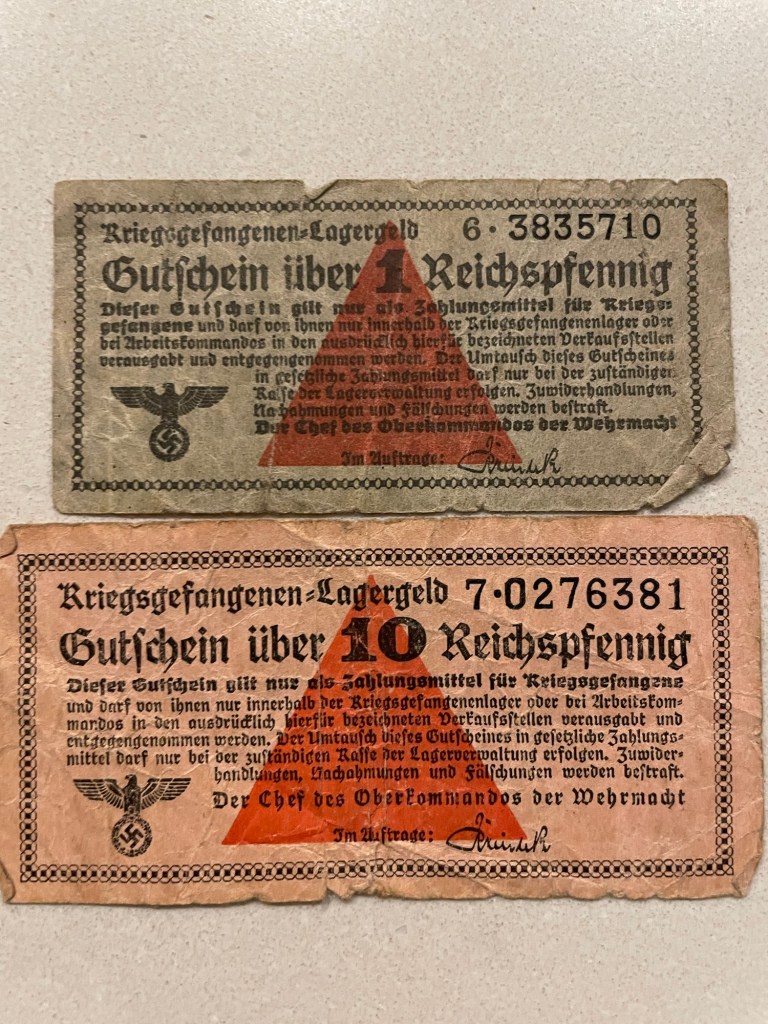 Kriegsgefangenen-Lagergeld 6·3835710
Gutschein über 1 Reichspfennig
Dieser Gutschein gilt nur als Zahlungsmittel für Kriegs-
gefangene und darf von ihnen nur innerhalb der Kriegsgefangenenlager oder
bei Arbeitskommandos in den ausdrücklich hierfür bezeichneten Verkaufsstellen
verausgabt und entgegengenommen werden. Der Umtausch dieses Gutscheines
in gesetzliche Zahlungsmittel darf nur bei der zuständigen
Kasse der Lagerverwaltung erfolgen. Zuwiderhandlungen,
Nachahmungen und Fälschungen werden bestraft.
Der Chef des Oberkommandos der Wehrmacht
Im Auftrage:
Kriegsgefangenen-Lagergeld 7·0276381
Gutschein über 10 Reichspfennig
Dieser Gutschein gilt nur als Zahlungsmittel für Kriegsgefangene
und darf von ihnen nur innerhalb der Kriegsgefangenenlager oder bei Arbeitskom-
mandos in den ausdrücklich hierfür bezeichneten Verkaufsstellen verausgabt und
entgegengenommen werden. Der Umtausch dieses Gutscheines in gesetzliche Zahlungs-
mittel darf nur bei der zuständigen Kasse der Lagerverwaltung erfolgen. Zuwider-
handlungen, Nachahmungen und Fälschungen werden bestraft.
Der Chef des Oberkommandos der Wehrmacht
Im Auftrage: